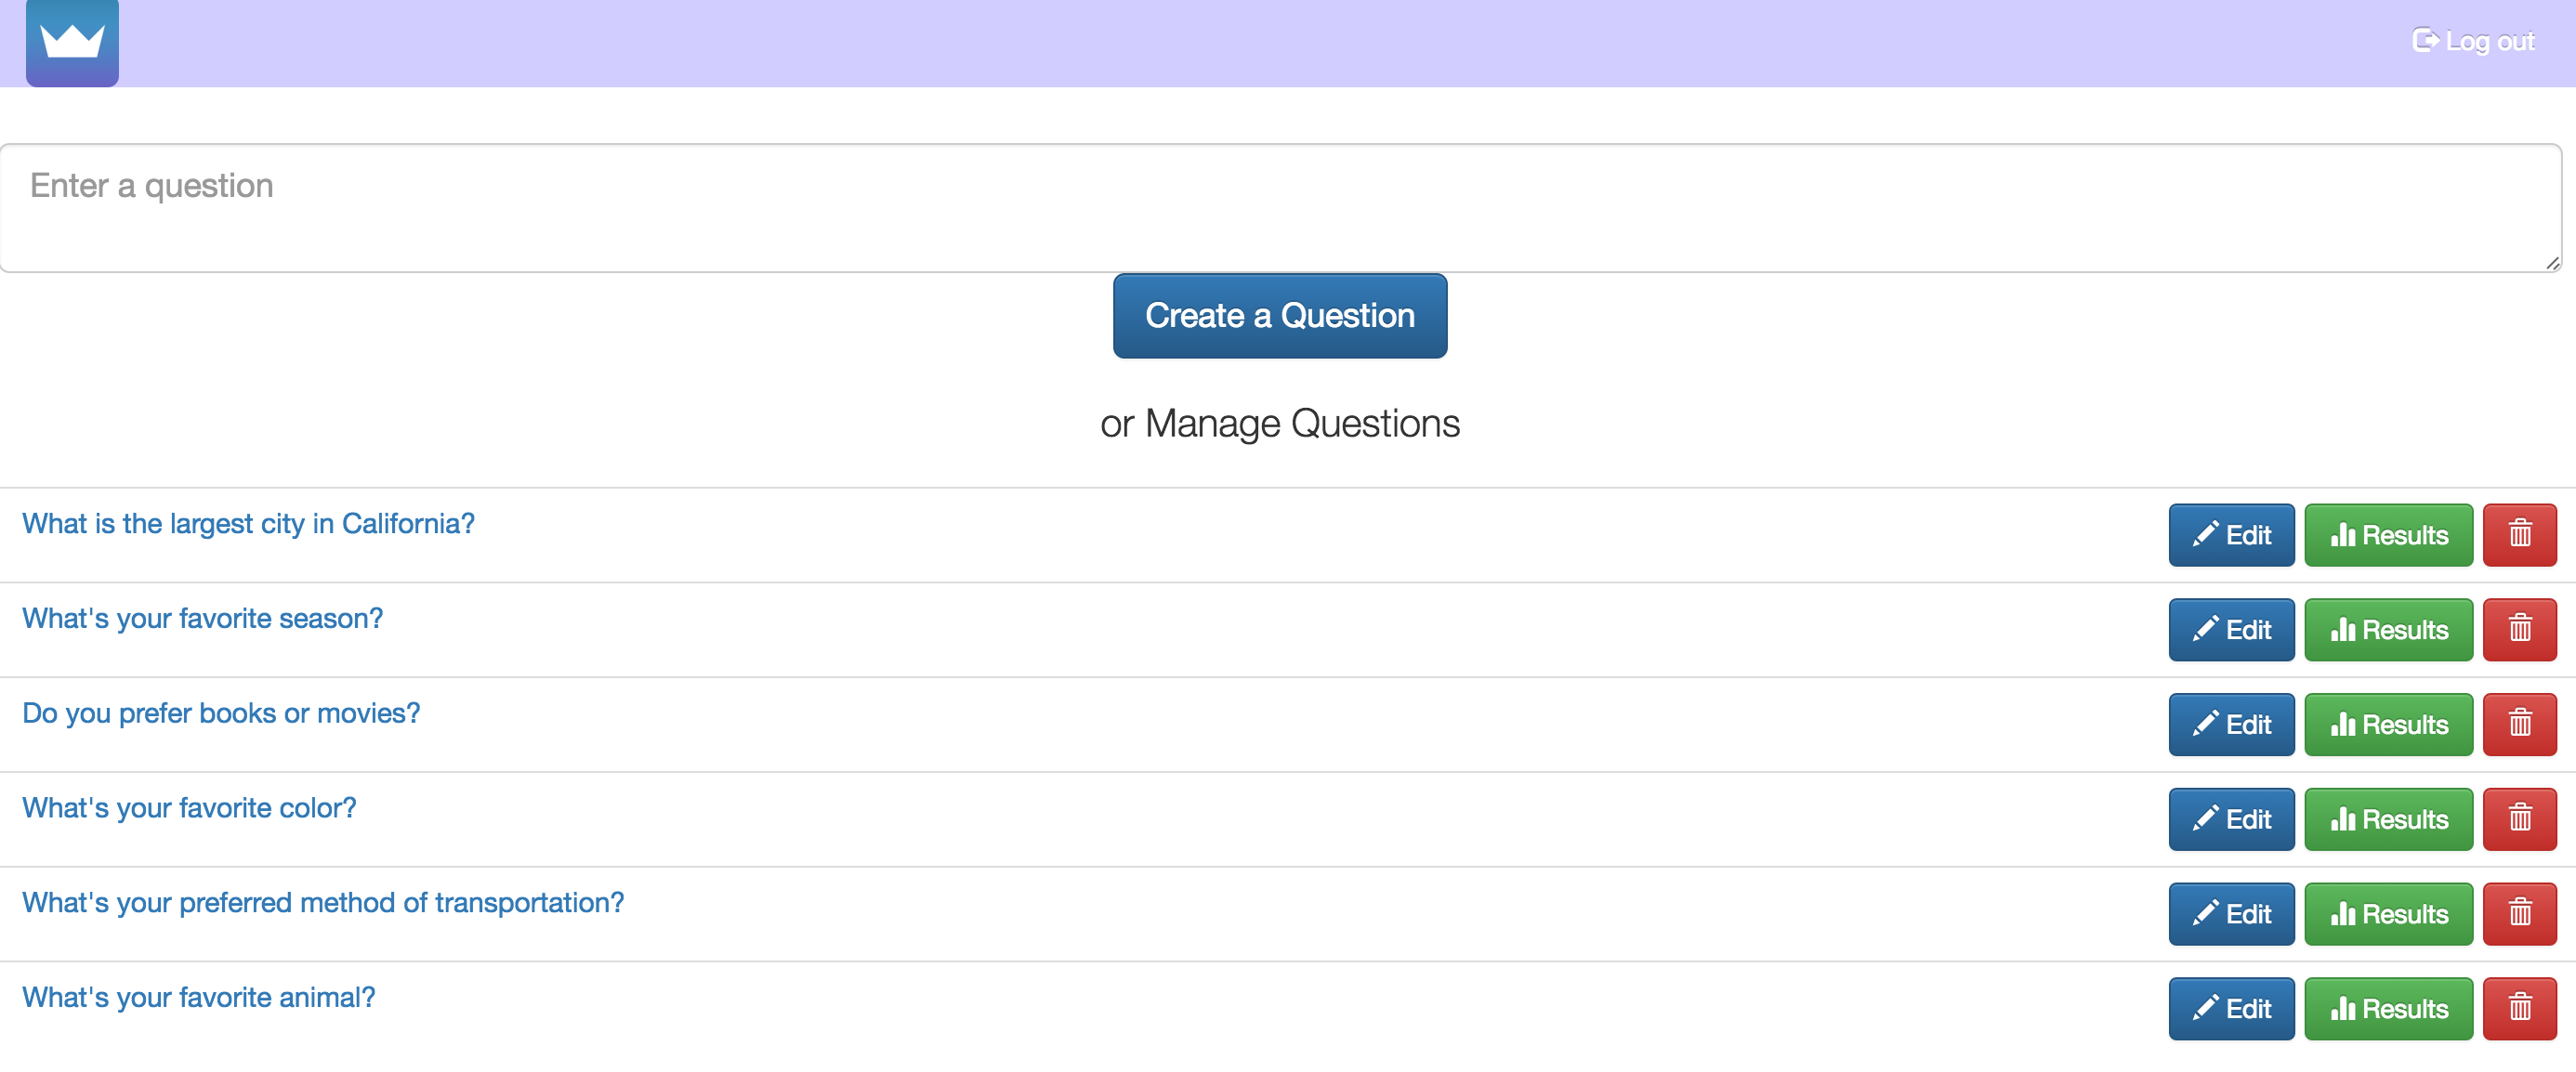 Log out
Enter a question
Create a Question
or Manage Questions
What is the largest city in California? Edit Results
What's your favorite season? Edit Results
Do you prefer books or movies? Edit Results
What's your favorite color? Edit Results
What's your preferred method of transportation? Edit Results
What's your favorite animal? Edit Results